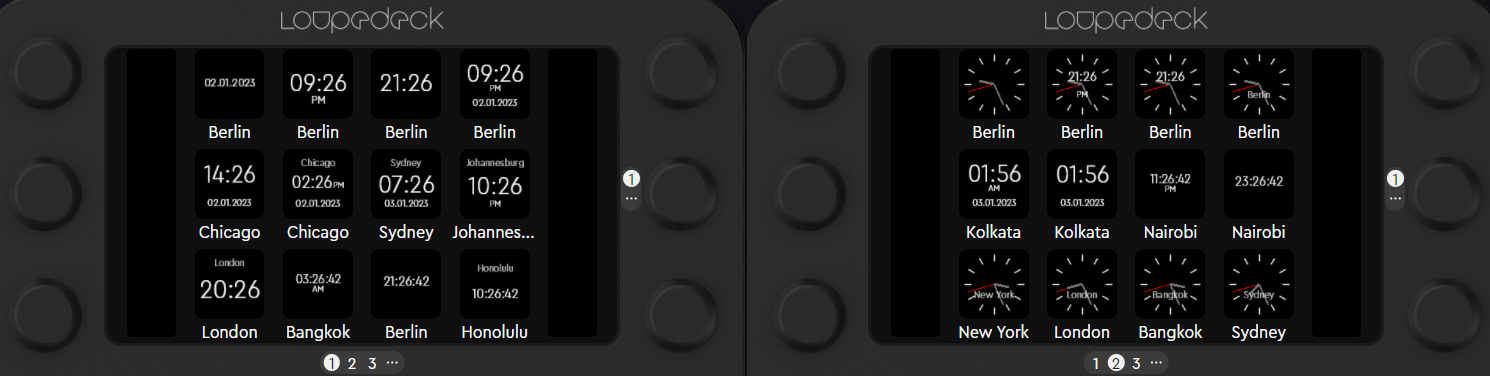 Loupedeck
02.01.2023
Berlin
09:26
PM
Berlin
21:26
Berlin
09:26
PM
02.01.2023
Berlin
14:26
02.01.2023
Chicago
Chicago
02:26PM
02.01.2023
Chicago
Sydney
07:26
03.01.2023
Sydney
Johannesburg
10:26
PM
Johannes...
London
20:26
London
03:26:42
AM
Bangkok
21:26:42
Berlin
Honolulu
10:26:42
Honolulu
1
...
1 2 3 ...
Loupedeck
Berlin
21:26
PM
Berlin
21:26
Berlin
Berlin
Berlin
01:56
AM
03.01.2023
Kolkata
01:56
03.01.2023
Kolkata
11:26:42
PM
Nairobi
23:26:42
Nairobi
New York
New York
London
London
Bangkok
Bangkok
Sydney
Sydney
1
...
1 2 3 ...